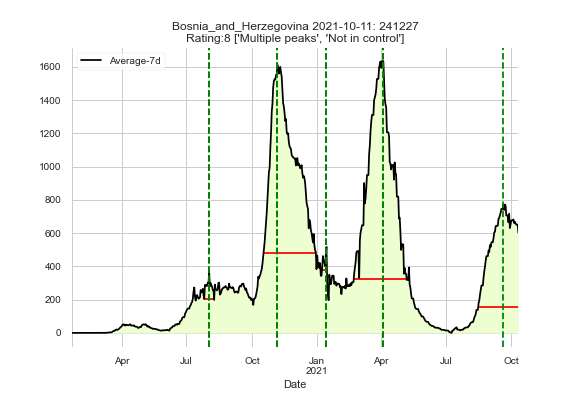 Bosnia_and_Herzegovina 2021-10-11: 241227
Rating:8 ['Multiple peaks', 'Not in control']
Average-7d
1600
1400
1200
1000
800
600
400
200
0
Apr Jul Oct Jan Apr Jul Oct
2021
Date